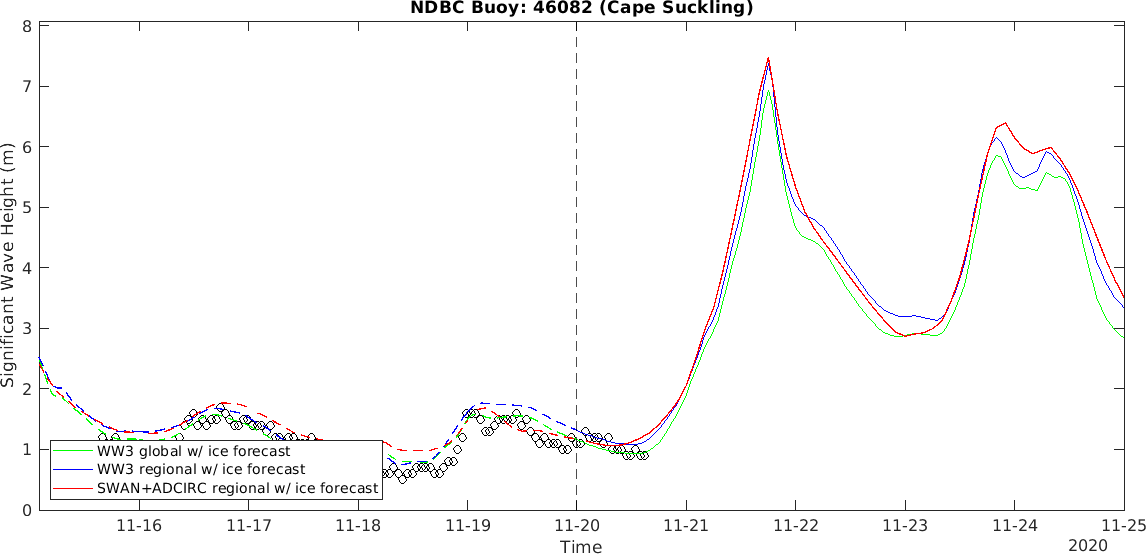 NDBC Buoy: 46082 (Cape Suckling)
8
7
6
5
4
3
2
1
0
Significant Wave Height (m)
WW3 global w/ ice forecast
WW3 regional w/ ice forecast
SWAN+ADCIRC regional w/ ice forecast
11-16 11-17 11-18 11-19 11-20 11-21 11-22 11-23 11-24 11-25
Time
2020